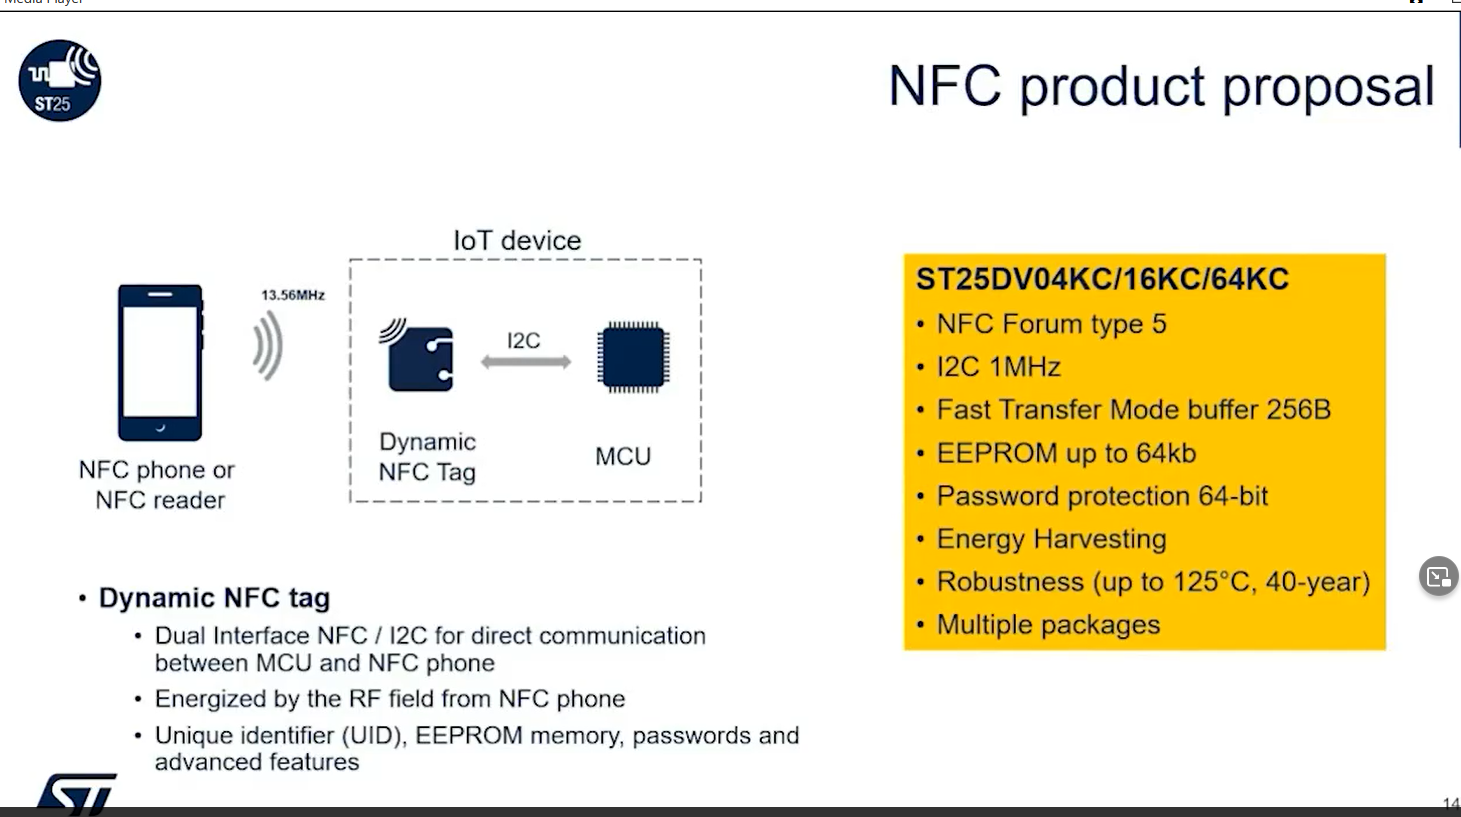 Media Player
ST25
NFC product proposal
IoT device
13.56MHz
I2C
Dynamic
NFC Tag
MCU
NFC phone or
NFC reader
ST25DV04KC/16KC/64KC
• NFC Forum type 5
• I2C 1MHz
• Fast Transfer Mode buffer 256B
• EEPROM up to 64kb
• Password protection 64-bit
• Energy Harvesting
• Robustness (up to 125°C, 40-year)
• Multiple packages
• Dynamic NFC tag
• Dual Interface NFC / I2C for direct communication
between MCU and NFC phone
• Energized by the RF field from NFC phone
• Unique identifier (UID), EEPROM memory, passwords and
advanced features
ST
14